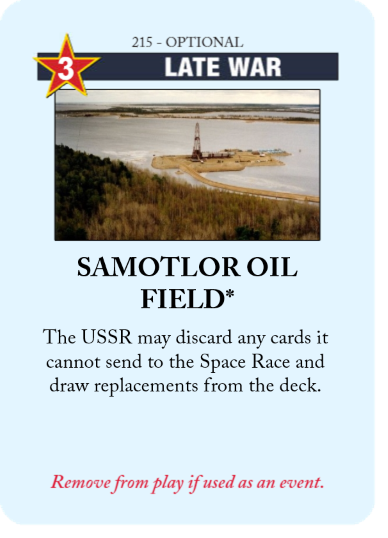 215 - OPTIONAL
3
LATE WAR
SAMOTLOR OIL
FIELD*
The USSR may discard any cards it
cannot send to the Space Race and
draw replacements from the deck.
Remove from play if used as an event.